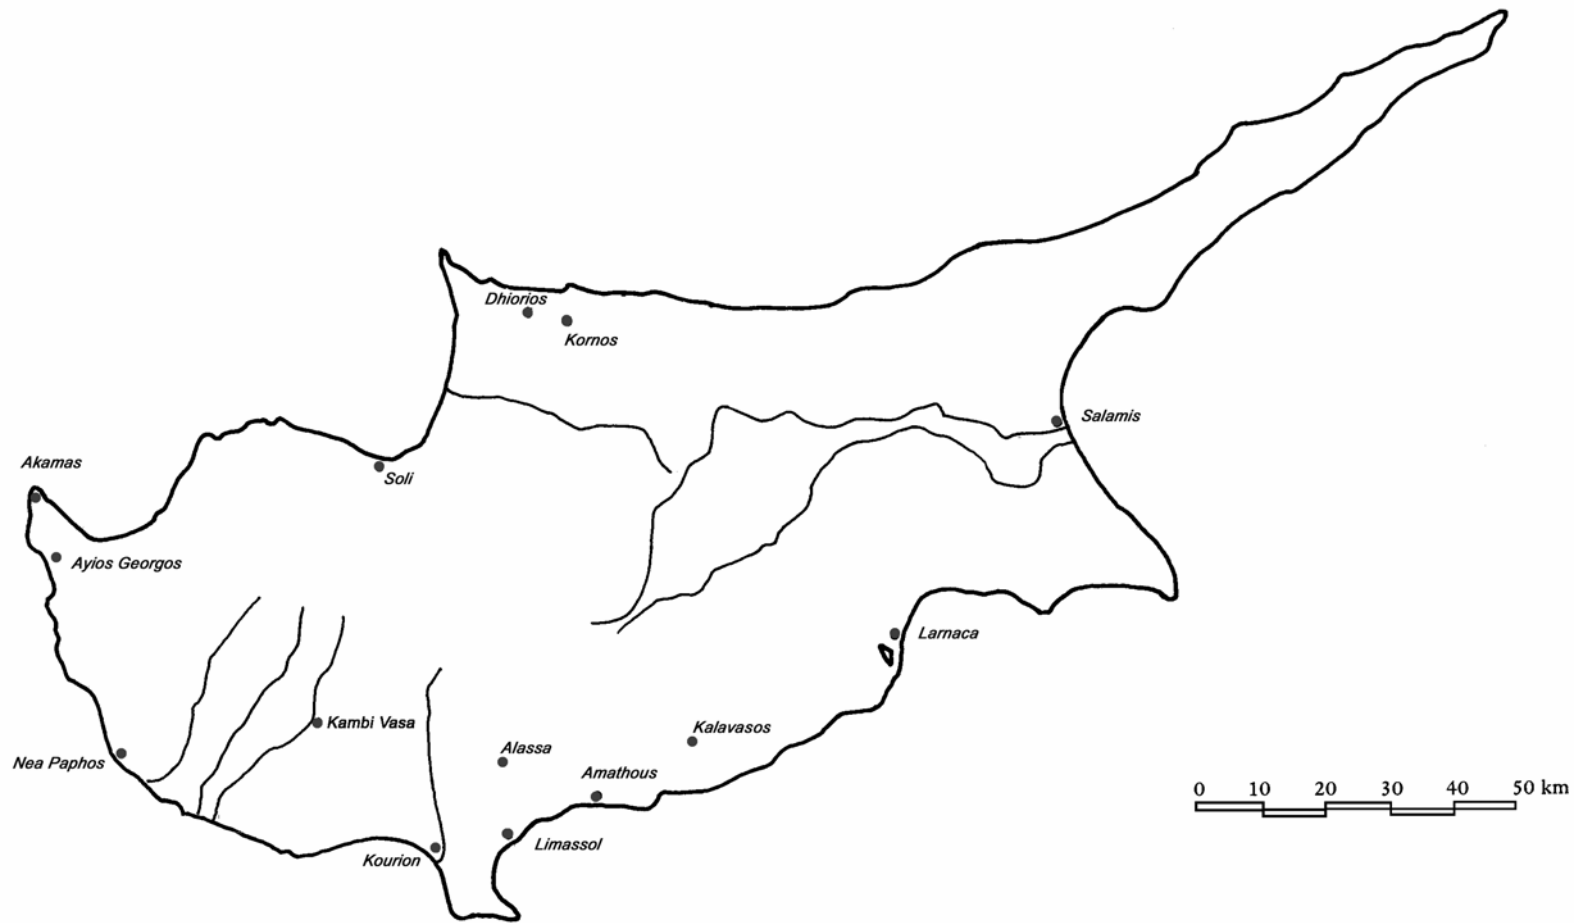 Dhiorios
Kornos
Salamis
Akamas
Soli
Ayios Georgos
Larnaca
Kambi Vasa
Kalavasos
Alassa
Nea Paphos
Amathous
0 10 20 30 40 50 km
Limassol
Kourion